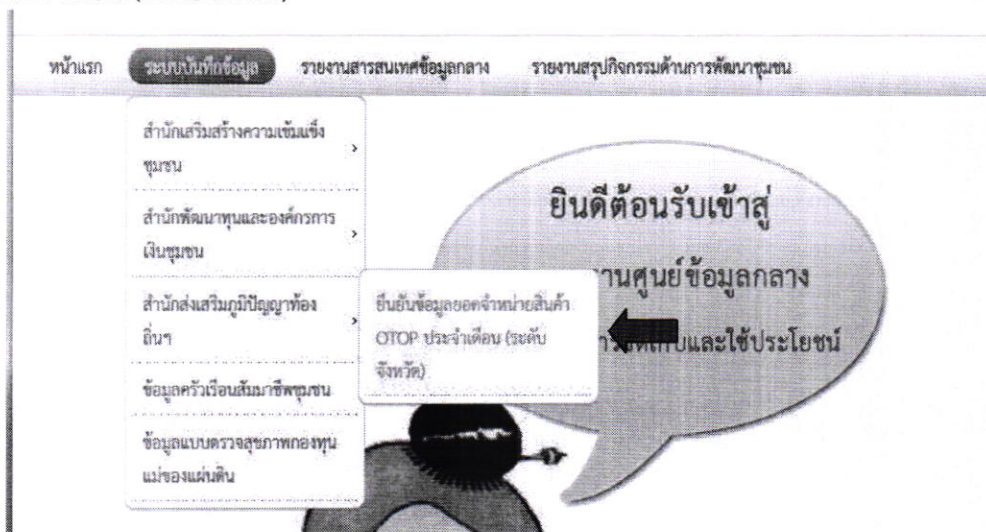 หน้าแรก ระบบบันทึกข้อมูล รายงานสารสนเทศข้อมูลกลาง รายงานสรุปกิจกรรมด้านการพัฒนาชุมชน
สำนักเสริมสร้างความเข้มแข็ง
ชุมชน
สำนักพัฒนาทุนและองค์กรการ
เงินชุมชน
สำนักส่งเสริมภูมิปัญญาท้อง
ถิ่นฯ
ยืนยันข้อมูลยอดจำหน่ายสินค้า
OTOP ประจำเดือน (ระดับ
จังหวัด)
ข้อมูลครัวเรือนสัมมาชีพชุมชน
ข้อมูลแบบตรวจสุขภาพกองทุน
แม่ของแผ่นดิน
ยินดีต้อนรับเข้าสู่
านศูนย์ข้อมูลกลาง
และใช้ประโยชน์